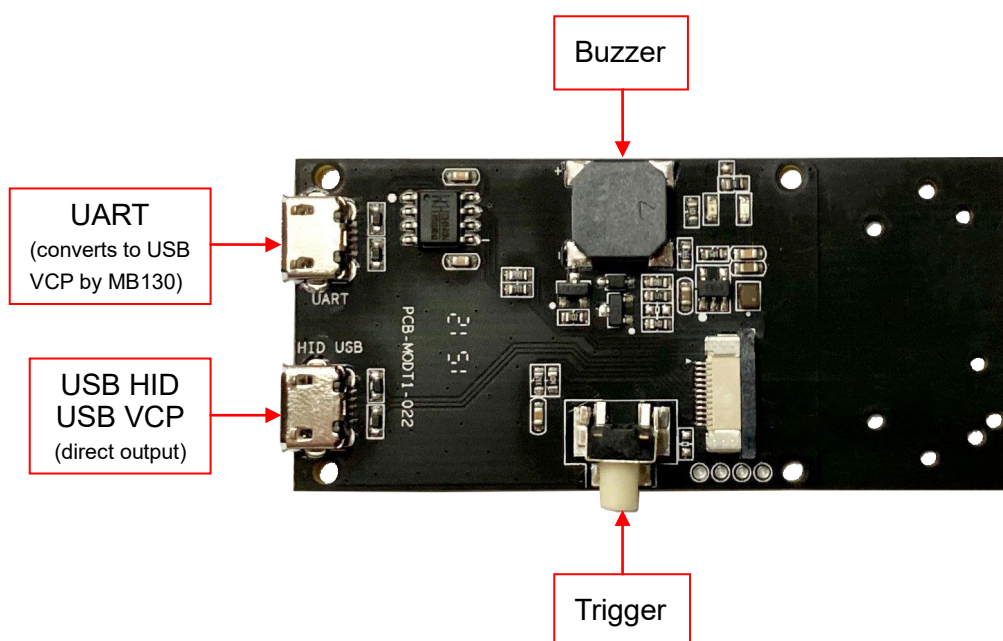 Buzzer
UART
(converts to USB
VCP by MB130)
UART
HID USB
USB HID
USB VCP
(direct output)
PCB-MODT1-022
+
Trigger